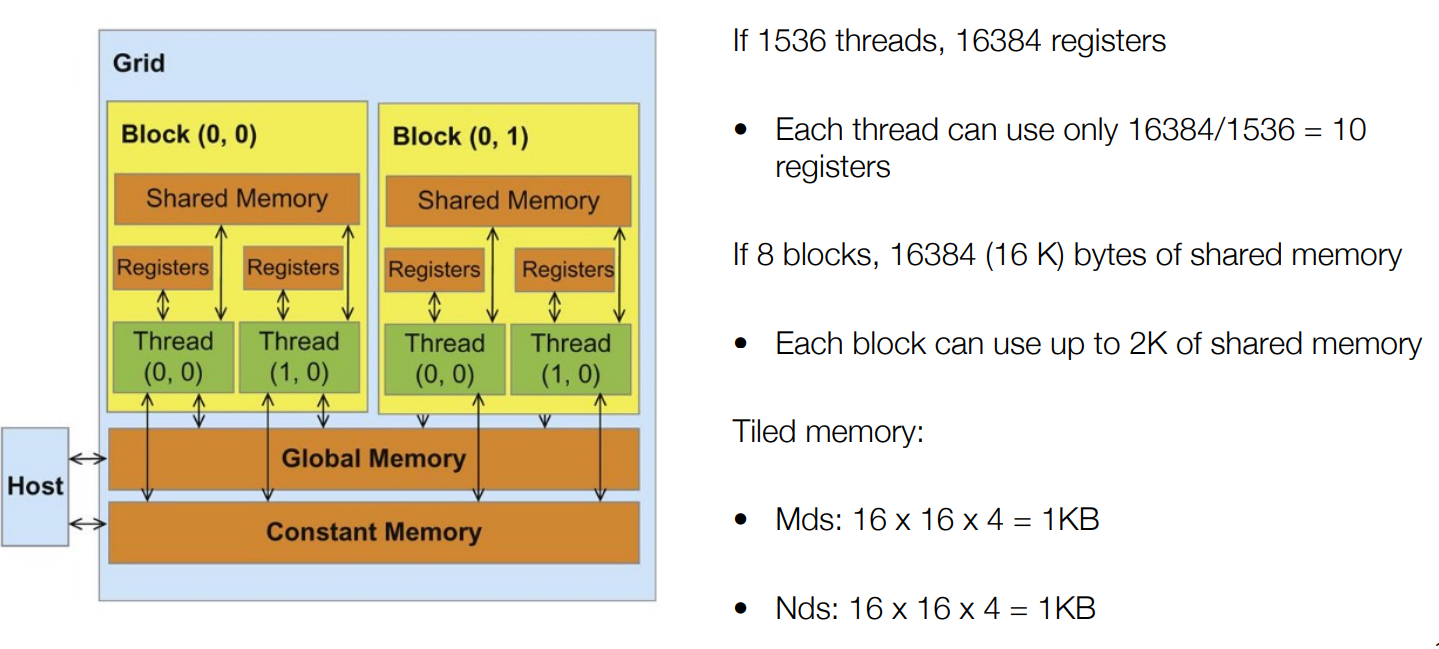 Grid
Block (0, 0)
Block (0, 1)
Shared Memory
Shared Memory
Registers
Registers
Registers
Registers
Thread
(0, 0)
Thread
(1, 0)
Thread
(0, 0)
Thread
(1, 0)
Host
Global Memory
Constant Memory
If 1536 threads, 16384 registers
• Each thread can use only 16384/1536 = 10
registers
If 8 blocks, 16384 (16 K) bytes of shared memory
• Each block can use up to 2K of shared memory
Tiled memory:
• Mds: 16 x 16 x 4 = 1KB
• Nds: 16 x 16 x 4 = 1KB